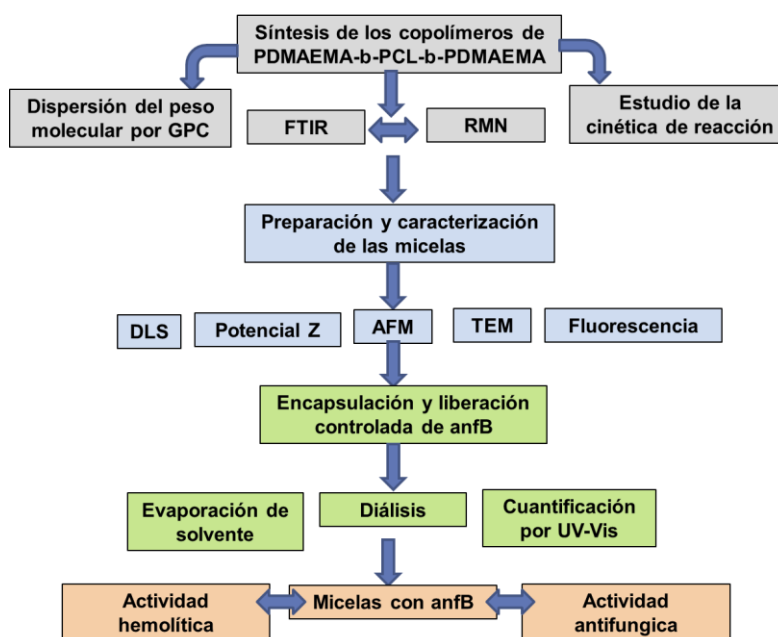 Síntesis de los copolímeros de
PDMAEMA-b-PCL-b-PDMAEMA
Dispersión del peso
molecular por GPC
FTIR
RMN
Estudio de la
cinética de reacción
Preparación y caracterización
de las micelas
DLS
Potencial Z
AFM
TEM
Fluorescencia
Encapsulación y liberación
controlada de anfB
Evaporación de
solvente
Diálisis
Cuantificación
por UV-Vis
Actividad
hemolítica
Micelas con anfB
Actividad
antifungica